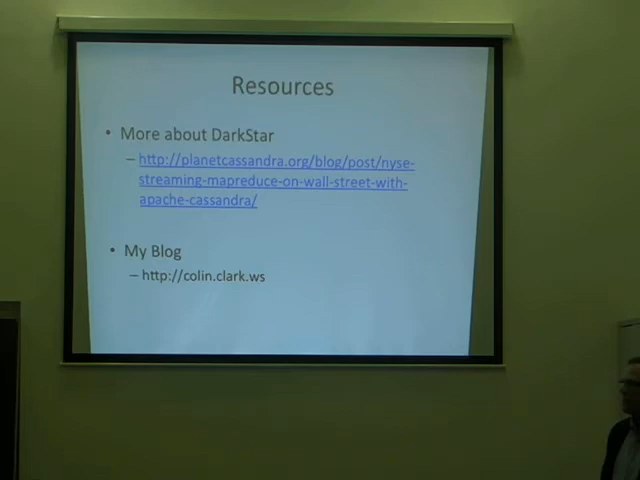 Resources
• More about DarkStar
– http://planetcassandra.org/blog/post/nyse-
streaming-mapreduce-on-wall-street-with-
apache-cassandra/
• My Blog
– http://colin.clark.ws